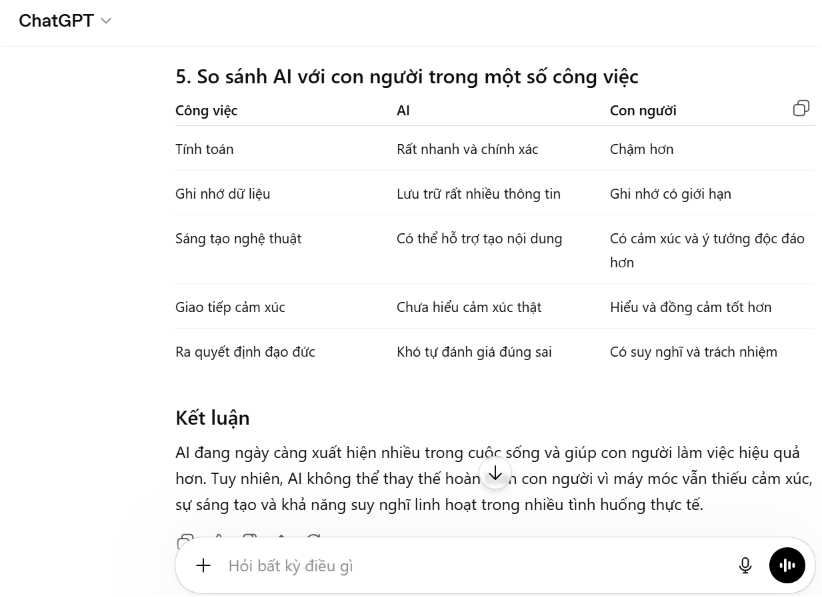 ChatGPT
5. So sánh AI với con người trong một số công việc
Công việc AI Con người
Tính toán Rất nhanh và chính xác Chậm hơn
Ghi nhớ dữ liệu Lưu trữ rất nhiều thông tin Ghi nhớ có giới hạn
Sáng tạo nghệ thuật Có thể hỗ trợ tạo nội dung Có cảm xúc và ý tưởng độc đáo
hơn
Giao tiếp cảm xúc Chưa hiểu cảm xúc thật Hiểu và đồng cảm tốt hơn
Ra quyết định đạo đức Khó tự đánh giá đúng sai Có suy nghĩ và trách nhiệm
Kết luận
AI đang ngày càng xuất hiện nhiều trong cuộc sống và giúp con người làm việc hiệu quả
hơn. Tuy nhiên, AI không thể thay thế hoàn con người vì máy móc vẫn thiếu cảm xúc,
sự sáng tạo và khả năng suy nghĩ linh hoạt trong nhiều tình huống thực tế.
Hỏi bất kỳ điều gì